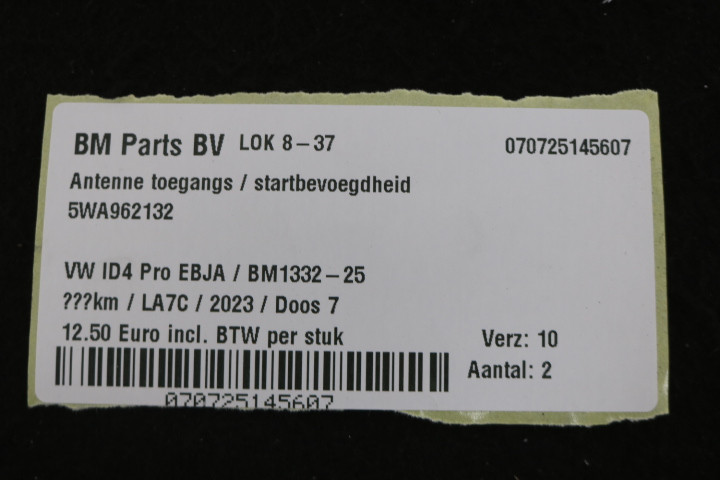 BM Parts BV LOK 8-37 070725145607
Antenne toegangs / startbevoegdheid
5WA962132
VW ID4 Pro EBJA / BM1332-25
???km / LA7C / 2023 / Doos 7
12.50 Euro incl. BTW per stuk Verz: 10
Aantal: 2
070725145607